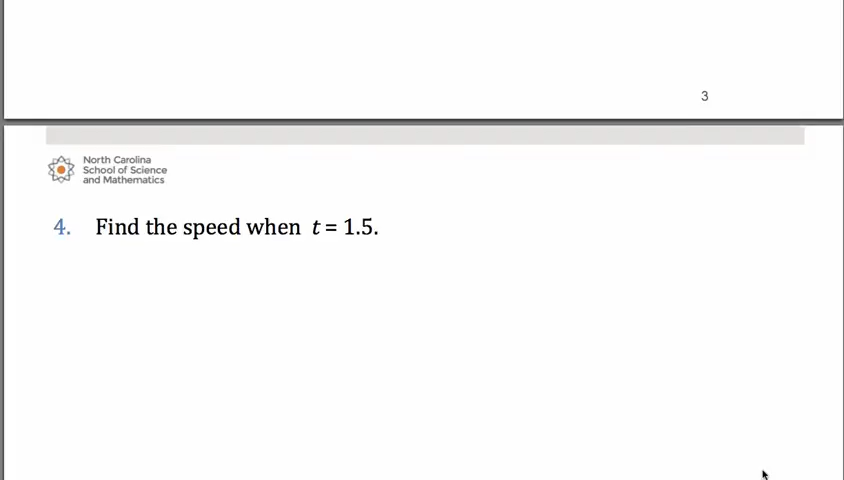 3
North Carolina
School of Science
and Mathematics
4. Find the speed when t = 1.5.